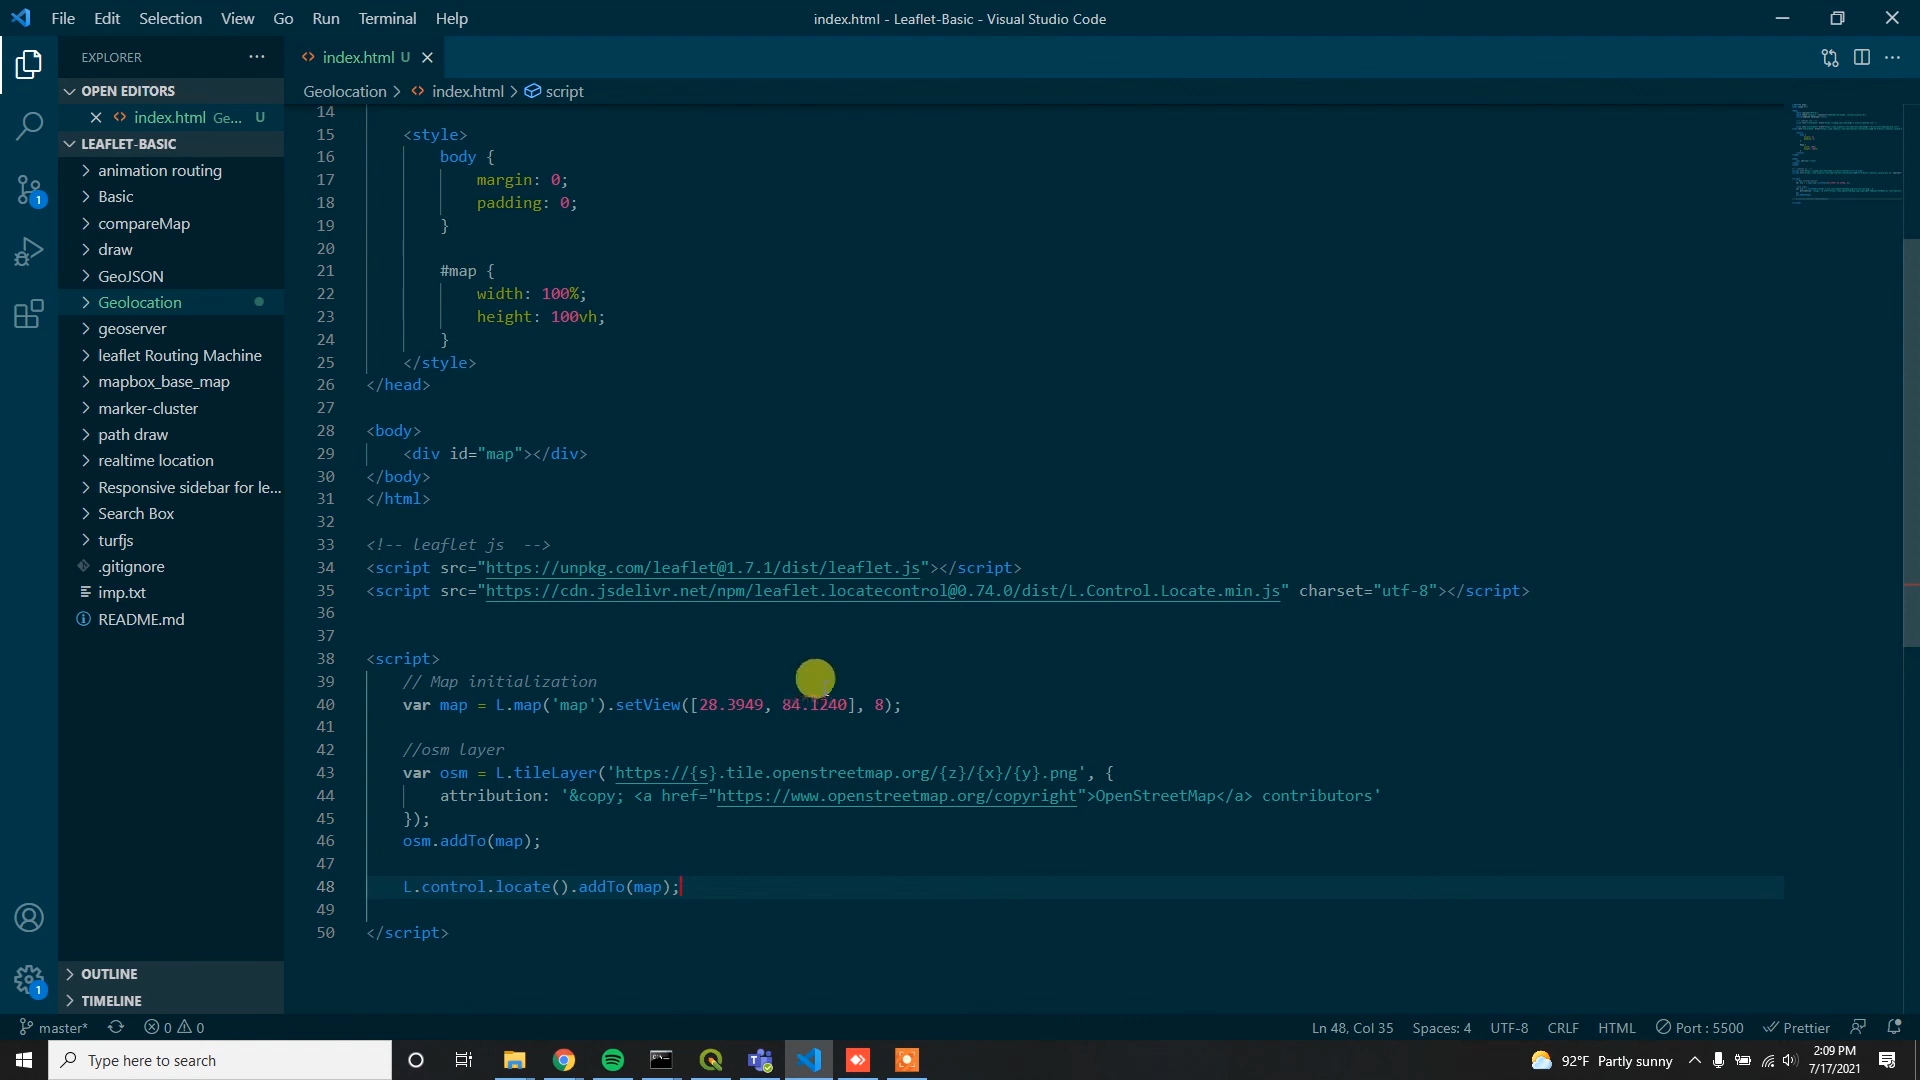 File Edit Selection View Go Run Terminal Help
index.html - Leaflet-Basic - Visual Studio Code
EXPLORER
index.html U
OPEN EDITORS
index.html Ge... U
LEAFLET-BASIC
animation routing
Basic
compareMap
draw
GeoJSON
Geolocation
geoserver
leaflet Routing Machine
mapbox_base_map
marker-cluster
path draw
realtime location
Responsive sidebar for le...
Search Box
turfjs
.gitignore
imp.txt
README.md
OUTLINE
TIMELINE
1
1
Geolocation > index.html > script
14
15 <style>
16 body {
17 margin: 0;
18 padding: 0;
19 }
20
21 #map {
22 width: 100%;
23 height: 100vh;
24 }
25 </style>
26 </head>
27
28 <body>
29 <div id="map"></div>
30 </body>
31 </html>
32
33 <!-- leaflet js  -->
34 <script src="https://unpkg.com/leaflet@1.7.1/dist/leaflet.js"></script>
35 <script src="https://cdn.jsdelivr.net/npm/leaflet.locatecontrol@0.74.0/dist/L.Control.Locate.min.js" charset="utf-8"></script>
36
37
38 <script>
39 // Map initialization
40 var map = L.map('map').setView([28.3949, 84.1240], 8);
41
42 //osm layer
43 var osm = L.tileLayer('https://{s}.tile.openstreetmap.org/{z}/{x}/{y}.png', {
44 attribution: '&copy; <a href="https://www.openstreetmap.org/copyright">OpenStreetMap</a> contributors'
45 });
46 osm.addTo(map);
47
48 L.control.locate().addTo(map);
49
50 </script>
master* 0 0
Ln 48, Col 35 Spaces: 4 UTF-8 CRLF HTML Port : 5500 Prettier
Type here to search
92°F Partly sunny
2:09 PM
7/17/2021